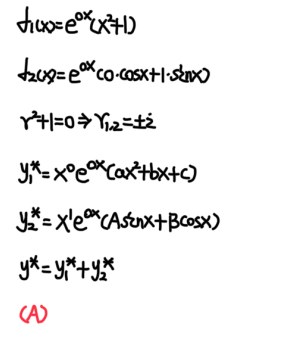 f₁(x)=e^{0x}(x²+1)
f₂(x)=e^{0x}(0·cosx+1·sinx)
r²+1=0⇒r₁,₂=±i
y₁*=x⁰e^{0x}(ax²+bx+c)
y₂*=x¹e^{0x}(Asinx+Bcosx)
y*=y₁*+y₂*
(A)